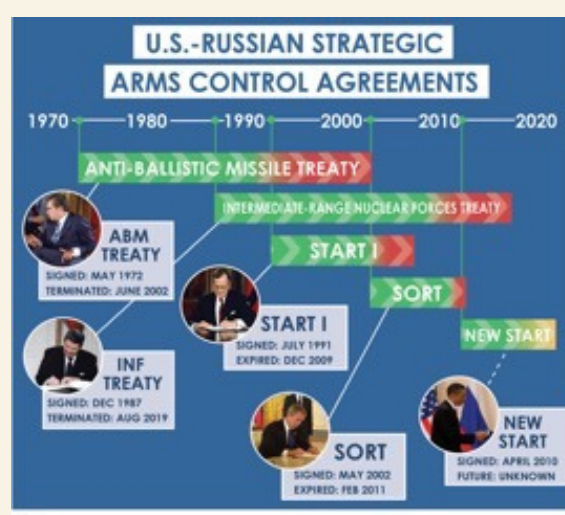 U.S.-RUSSIAN STRATEGIC
ARMS CONTROL AGREEMENTS
1970 1980 1990 2000 2010 2020
ANTI-BALLISTIC MISSILE TREATY
INTERMEDIATE-RANGE NUCLEAR FORCES TREATY
START I
SORT
NEW START
ABM
TREATY
SIGNED: MAY 1972
TERMINATED: JUNE 2002
INF
TREATY
SIGNED: DEC 1987
TERMINATED: AUG 2019
START I
SIGNED: JULY 1991
EXPIRED: DEC 2009
SORT
SIGNED: MAY 2002
EXPIRED: FEB 2011
NEW
START
SIGNED: APRIL 2010
FUTURE: UNKNOWN